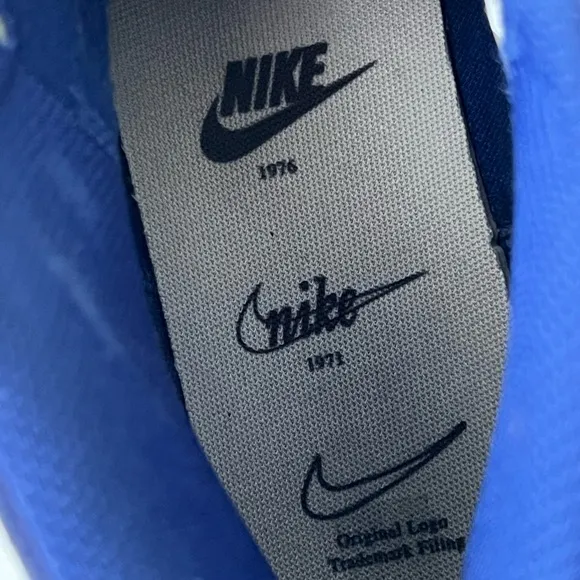 NIKE
1976
nike
1971
Original Logo
Trademark Filing